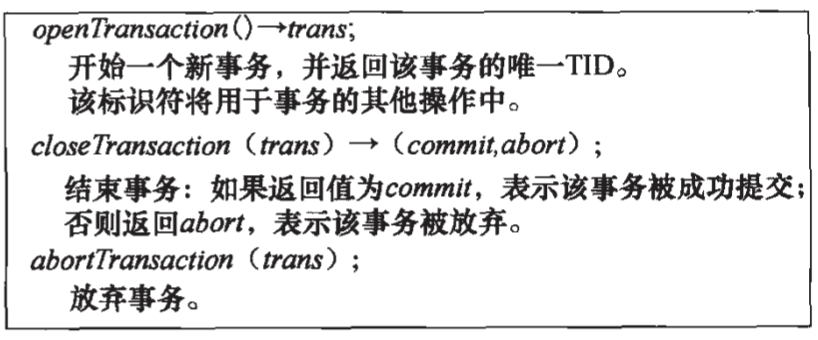 openTransaction()→trans;
开始一个新事务，并返回该事务的唯一TID。
该标识符将用于事务的其他操作中。
closeTransaction（trans）→（commit,abort）;
结束事务：如果返回值为commit，表示该事务被成功提交；
否则返回abort，表示该事务被放弃。
abortTransaction（trans）;
放弃事务。